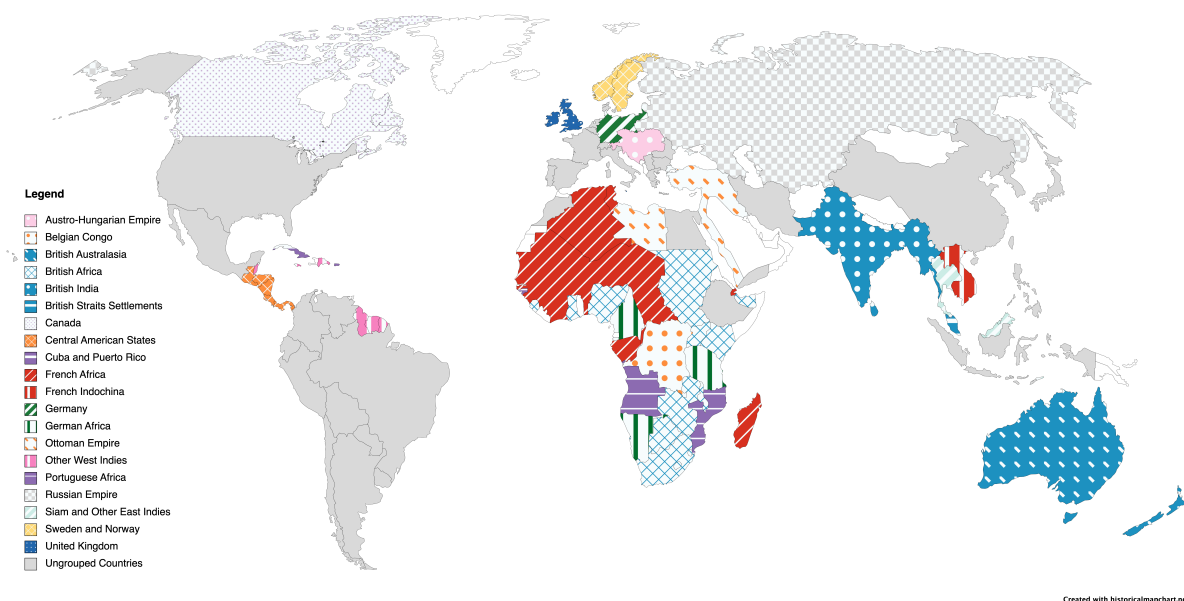 Legend
Austro-Hungarian Empire
Belgian Congo
British Australasia
British Africa
British India
British Straits Settlements
Canada
Central American States
Cuba and Puerto Rico
French Africa
French Indochina
Germany
German Africa
Ottoman Empire
Other West Indies
Portuguese Africa
Russian Empire
Siam and Other East Indies
Sweden and Norway
United Kingdom
Ungrouped Countries
Created with